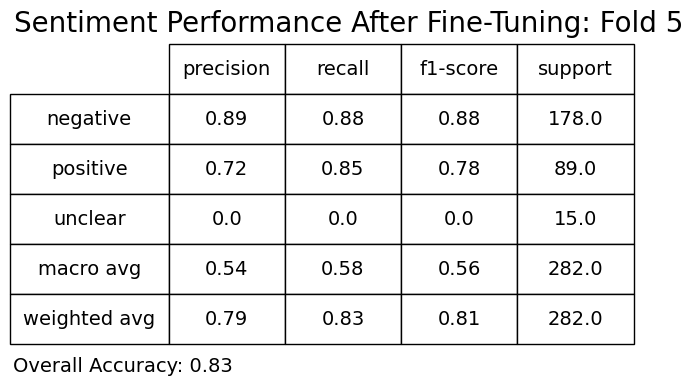 Sentiment Performance After Fine-Tuning: Fold 5
precision recall f1-score support
negative 0.89 0.88 0.88 178.0
positive 0.72 0.85 0.78 89.0
unclear 0.0 0.0 0.0 15.0
macro avg 0.54 0.58 0.56 282.0
weighted avg 0.79 0.83 0.81 282.0
Overall Accuracy: 0.83